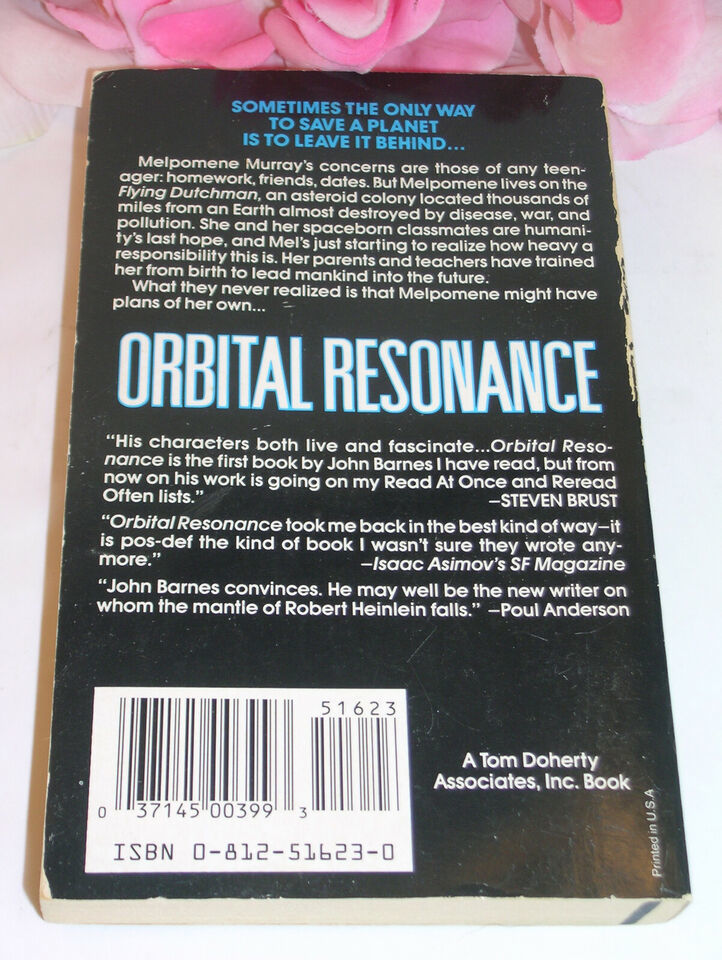 SOMETIMES THE ONLY WAY
TO SAVE A PLANET
IS TO LEAVE IT BEHIND...
Melpomene Murray's concerns are those of any teen-
ager: homework, friends, dates. But Melpomene lives on the
Flying Dutchman, an asteroid colony located thousands of
miles from an Earth almost destroyed by disease, war, and
pollution. She and her spaceborn classmates are humani-
ty's last hope, and Mel's just starting to realize how heavy a
responsibility this is. Her parents and teachers have trained
her from birth to lead mankind into the future.
What they never realized is that Melpomene might have
plans of her own...
ORBITAL RESONANCE
"His characters both live and fascinate...Orbital Reso-
nance is the first book by John Barnes I have read, but from
now on his work is going on my Read At Once and Reread
Often lists."
–STEVEN BRUST
"Orbital Resonance took me back in the best kind of way–it
is pos-def the kind of book I wasn't sure they wrote any-
more."
–Isaac Asimov's SF Magazine
"John Barnes convinces. He may well be the new writer on
whom the mantle of Robert Heinlein falls." –Poul Anderson
51623
0 37145 00399 3
ISBN 0-812-51623-0
A Tom Doherty
Associates, Inc. Book
Printed in U.S.A